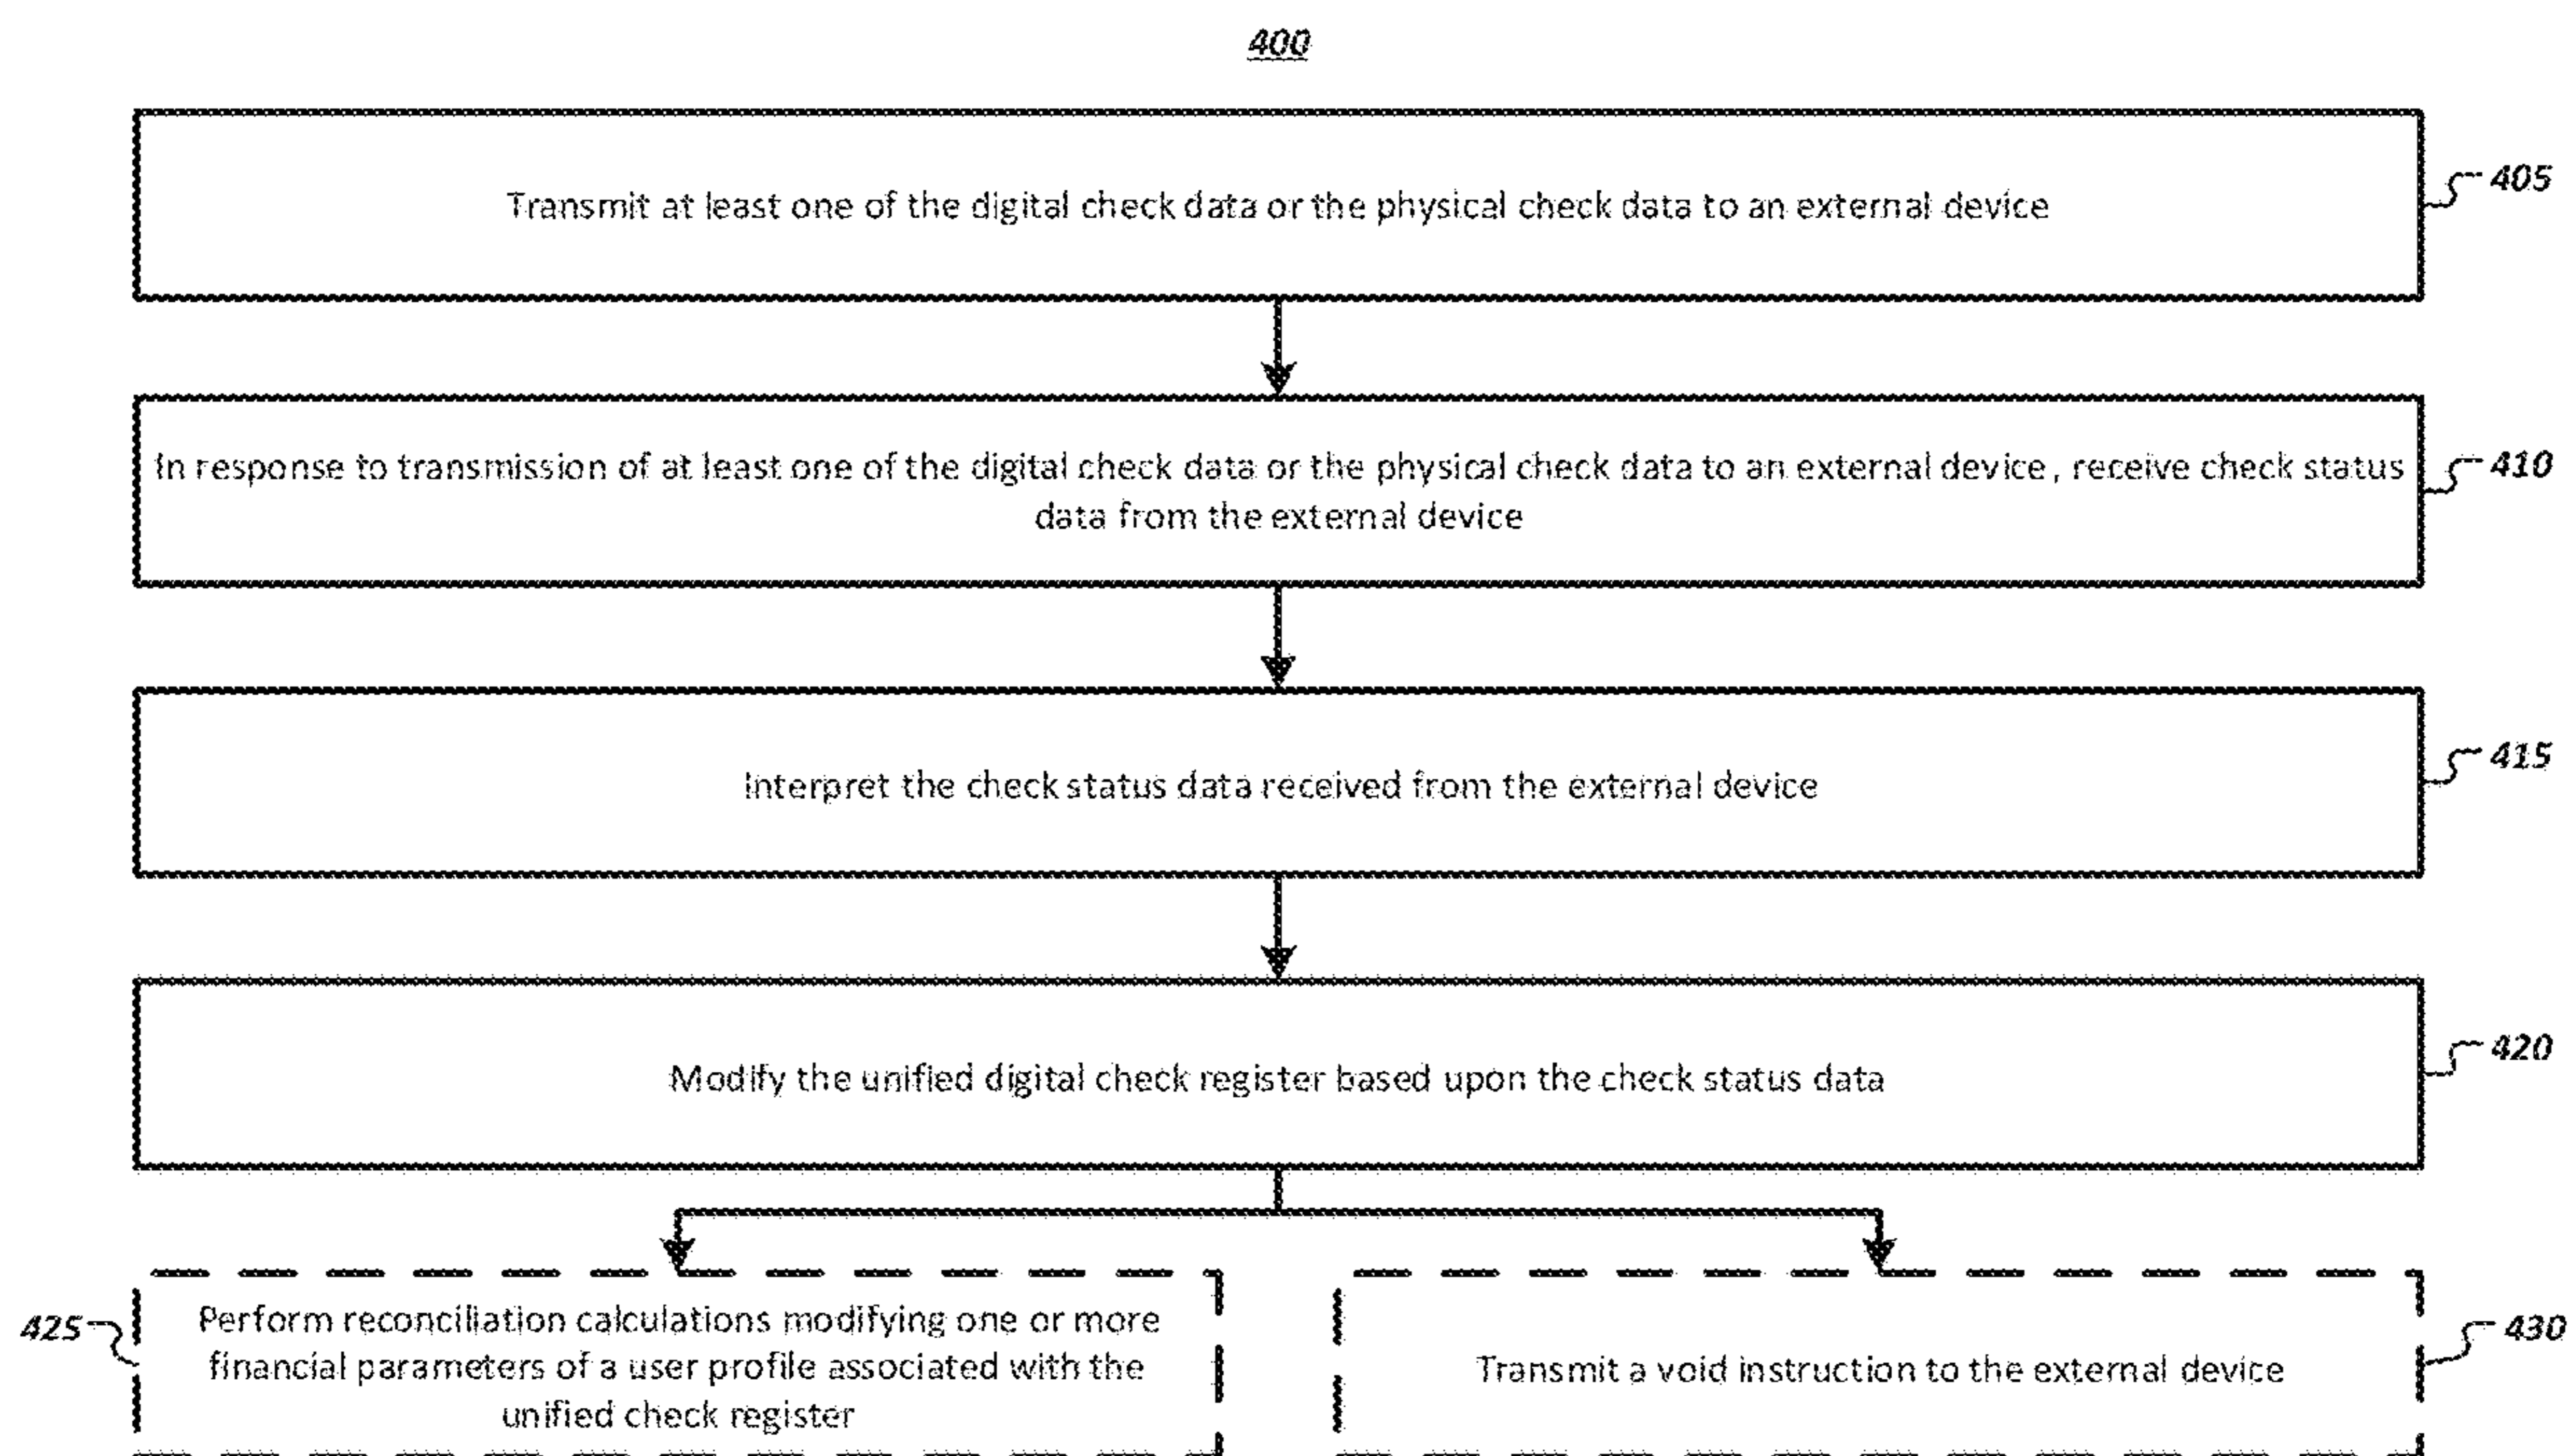 400
Transmit at least one of the digital check data or the physical check data to an external device
405
In response to transmission of at least one of the digital check data or the physical check data to an external device, receive check status
data from the external device
410
Interpret the check status data received from the external device
415
Modify the unified digital check register based upon the check status data
420
425
Perform reconciliation calculations modifying one or more
financial parameters of a user profile associated with the
unified check register
Transmit a void instruction to the external device
430